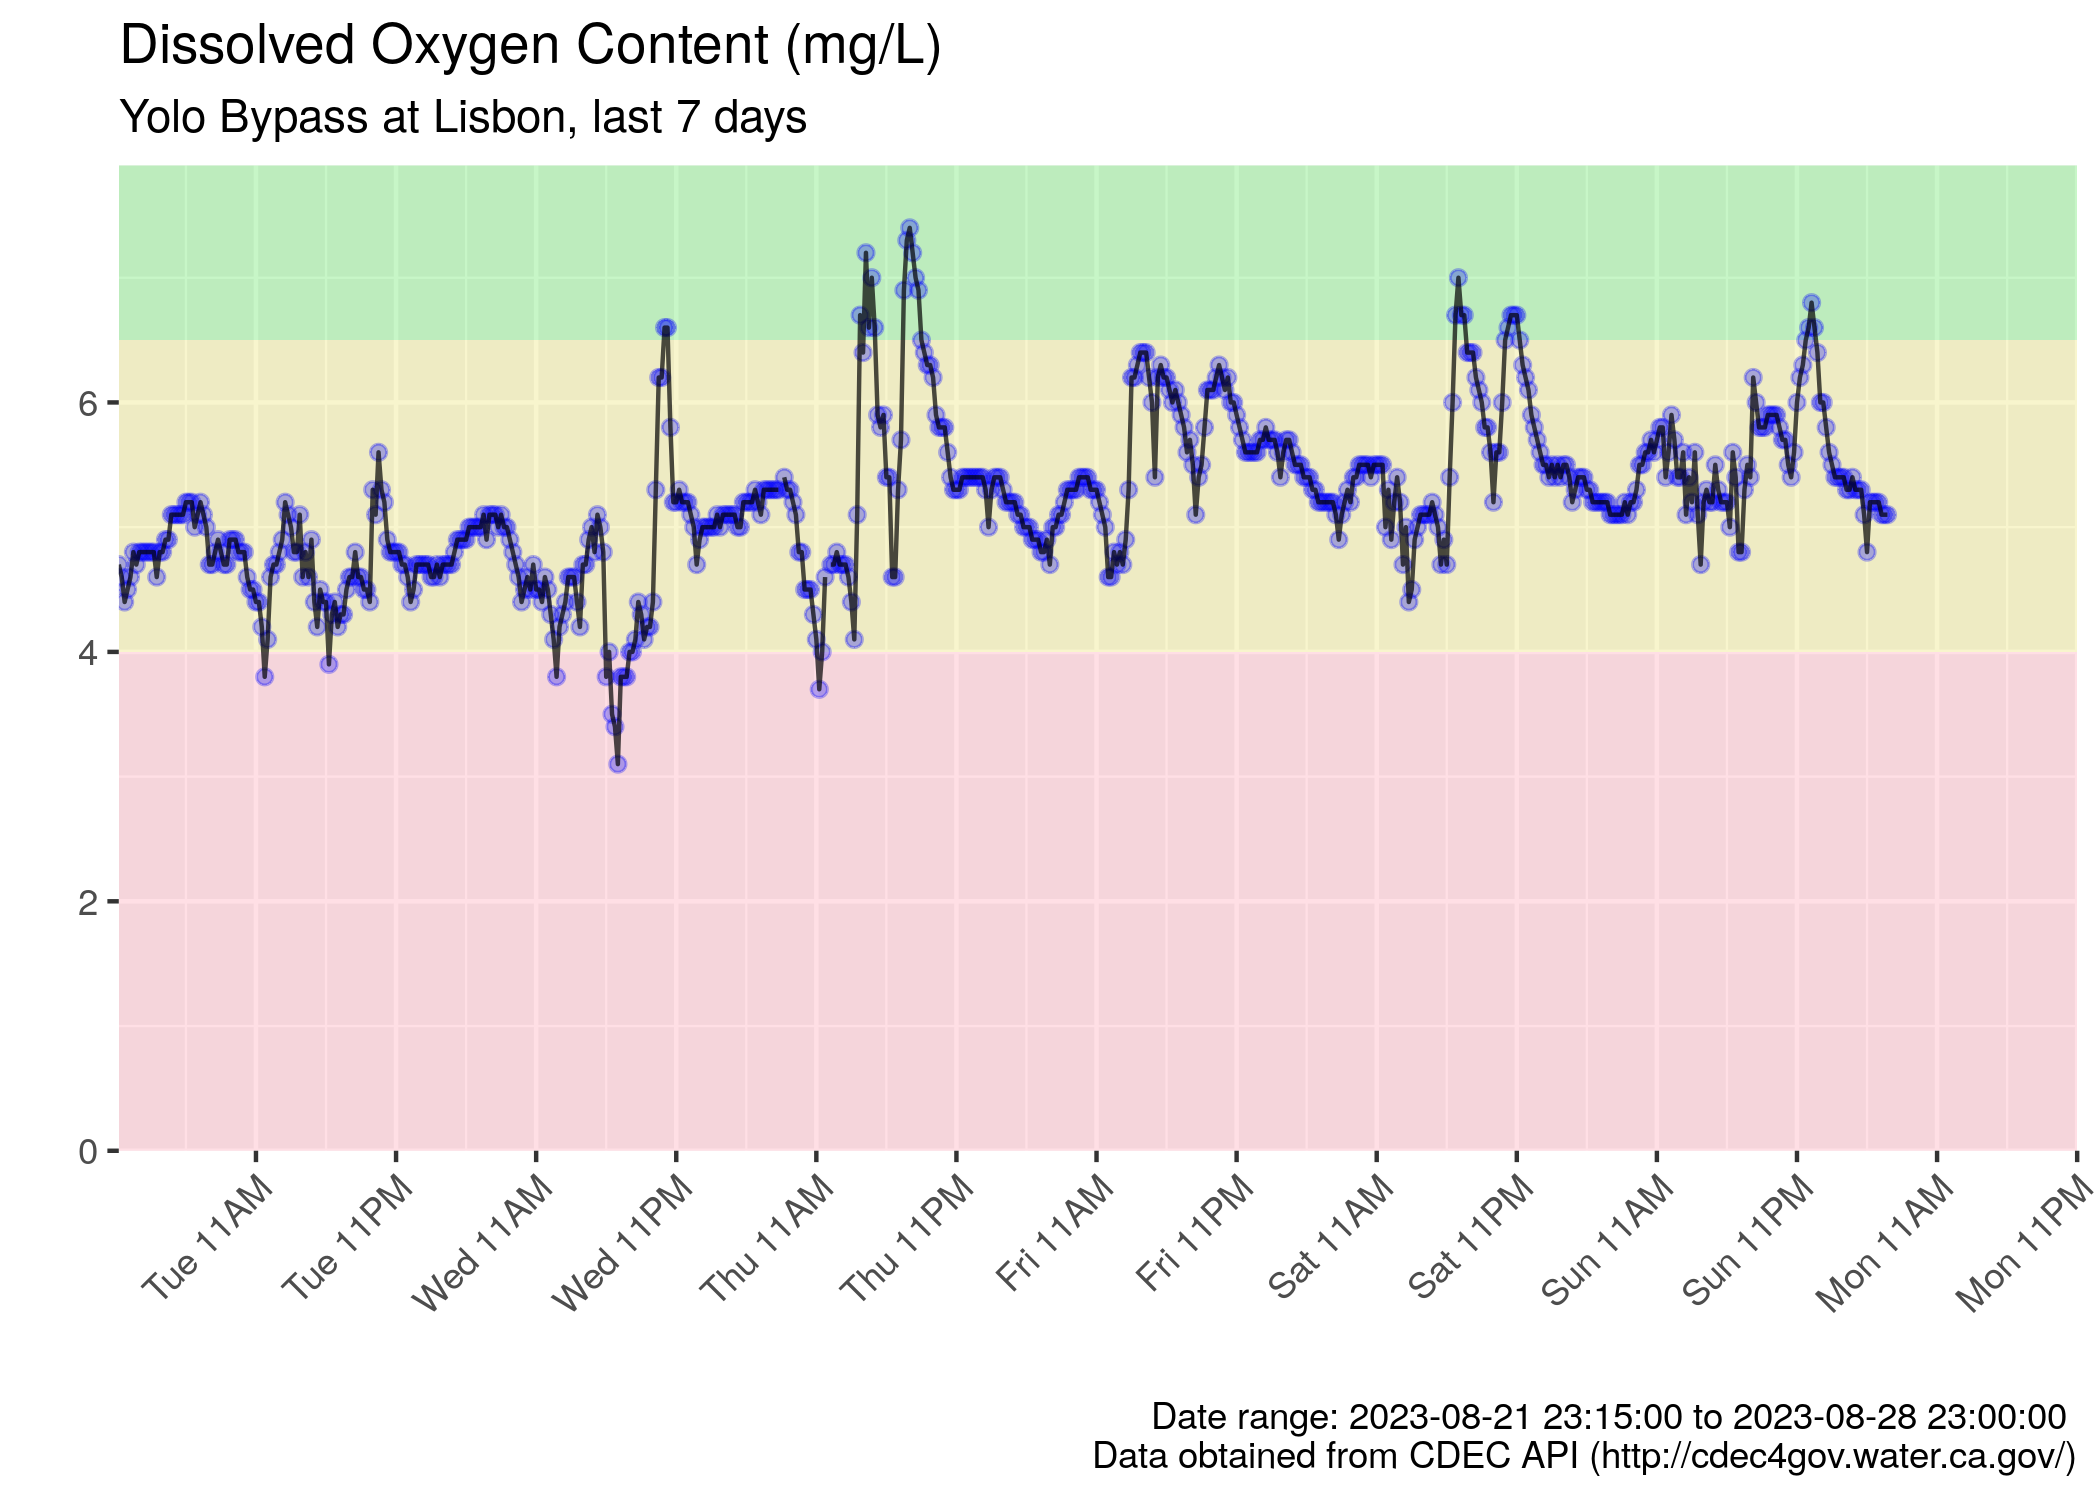 Dissolved Oxygen Content (mg/L)
Yolo Bypass at Lisbon, last 7 days
6
4
2
0
Tue 11AM
Tue 11PM
Wed 11AM
Wed 11PM
Thu 11AM
Thu 11PM
Fri 11AM
Fri 11PM
Sat 11AM
Sat 11PM
Sun 11AM
Sun 11PM
Mon 11AM
Mon 11PM
Date range: 2023-08-21 23:15:00 to 2023-08-28 23:00:00
Data obtained from CDEC API (http://cdec4gov.water.ca.gov/)